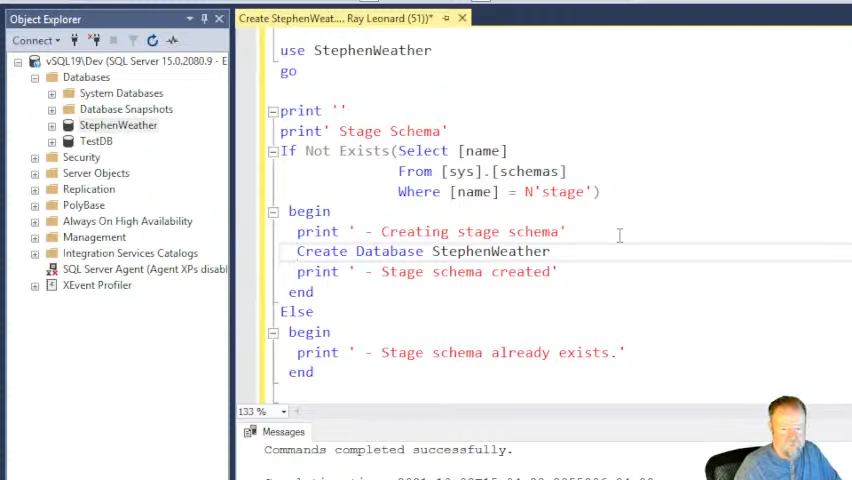 Object Explorer
Connect
vSQL19\Dev (SQL Server 15.0.2080.9 - E
Databases
System Databases
Database Snapshots
StephenWeather
TestDB
Security
Server Objects
Replication
PolyBase
Always On High Availability
Management
Integration Services Catalogs
SQL Server Agent (Agent XPs disabl
XEvent Profiler
Create StephenWeat.... Ray Leonard (51))*
use StephenWeather
go
print ''
print' Stage Schema'
If Not Exists(Select [name]
From [sys].[schemas]
Where [name] = N'stage')
begin
print ' - Creating stage schema'
Create Database StephenWeather
print ' - Stage schema created'
end
Else
begin
print ' - Stage schema already exists.'
end
133 %
Messages
Commands completed successfully.